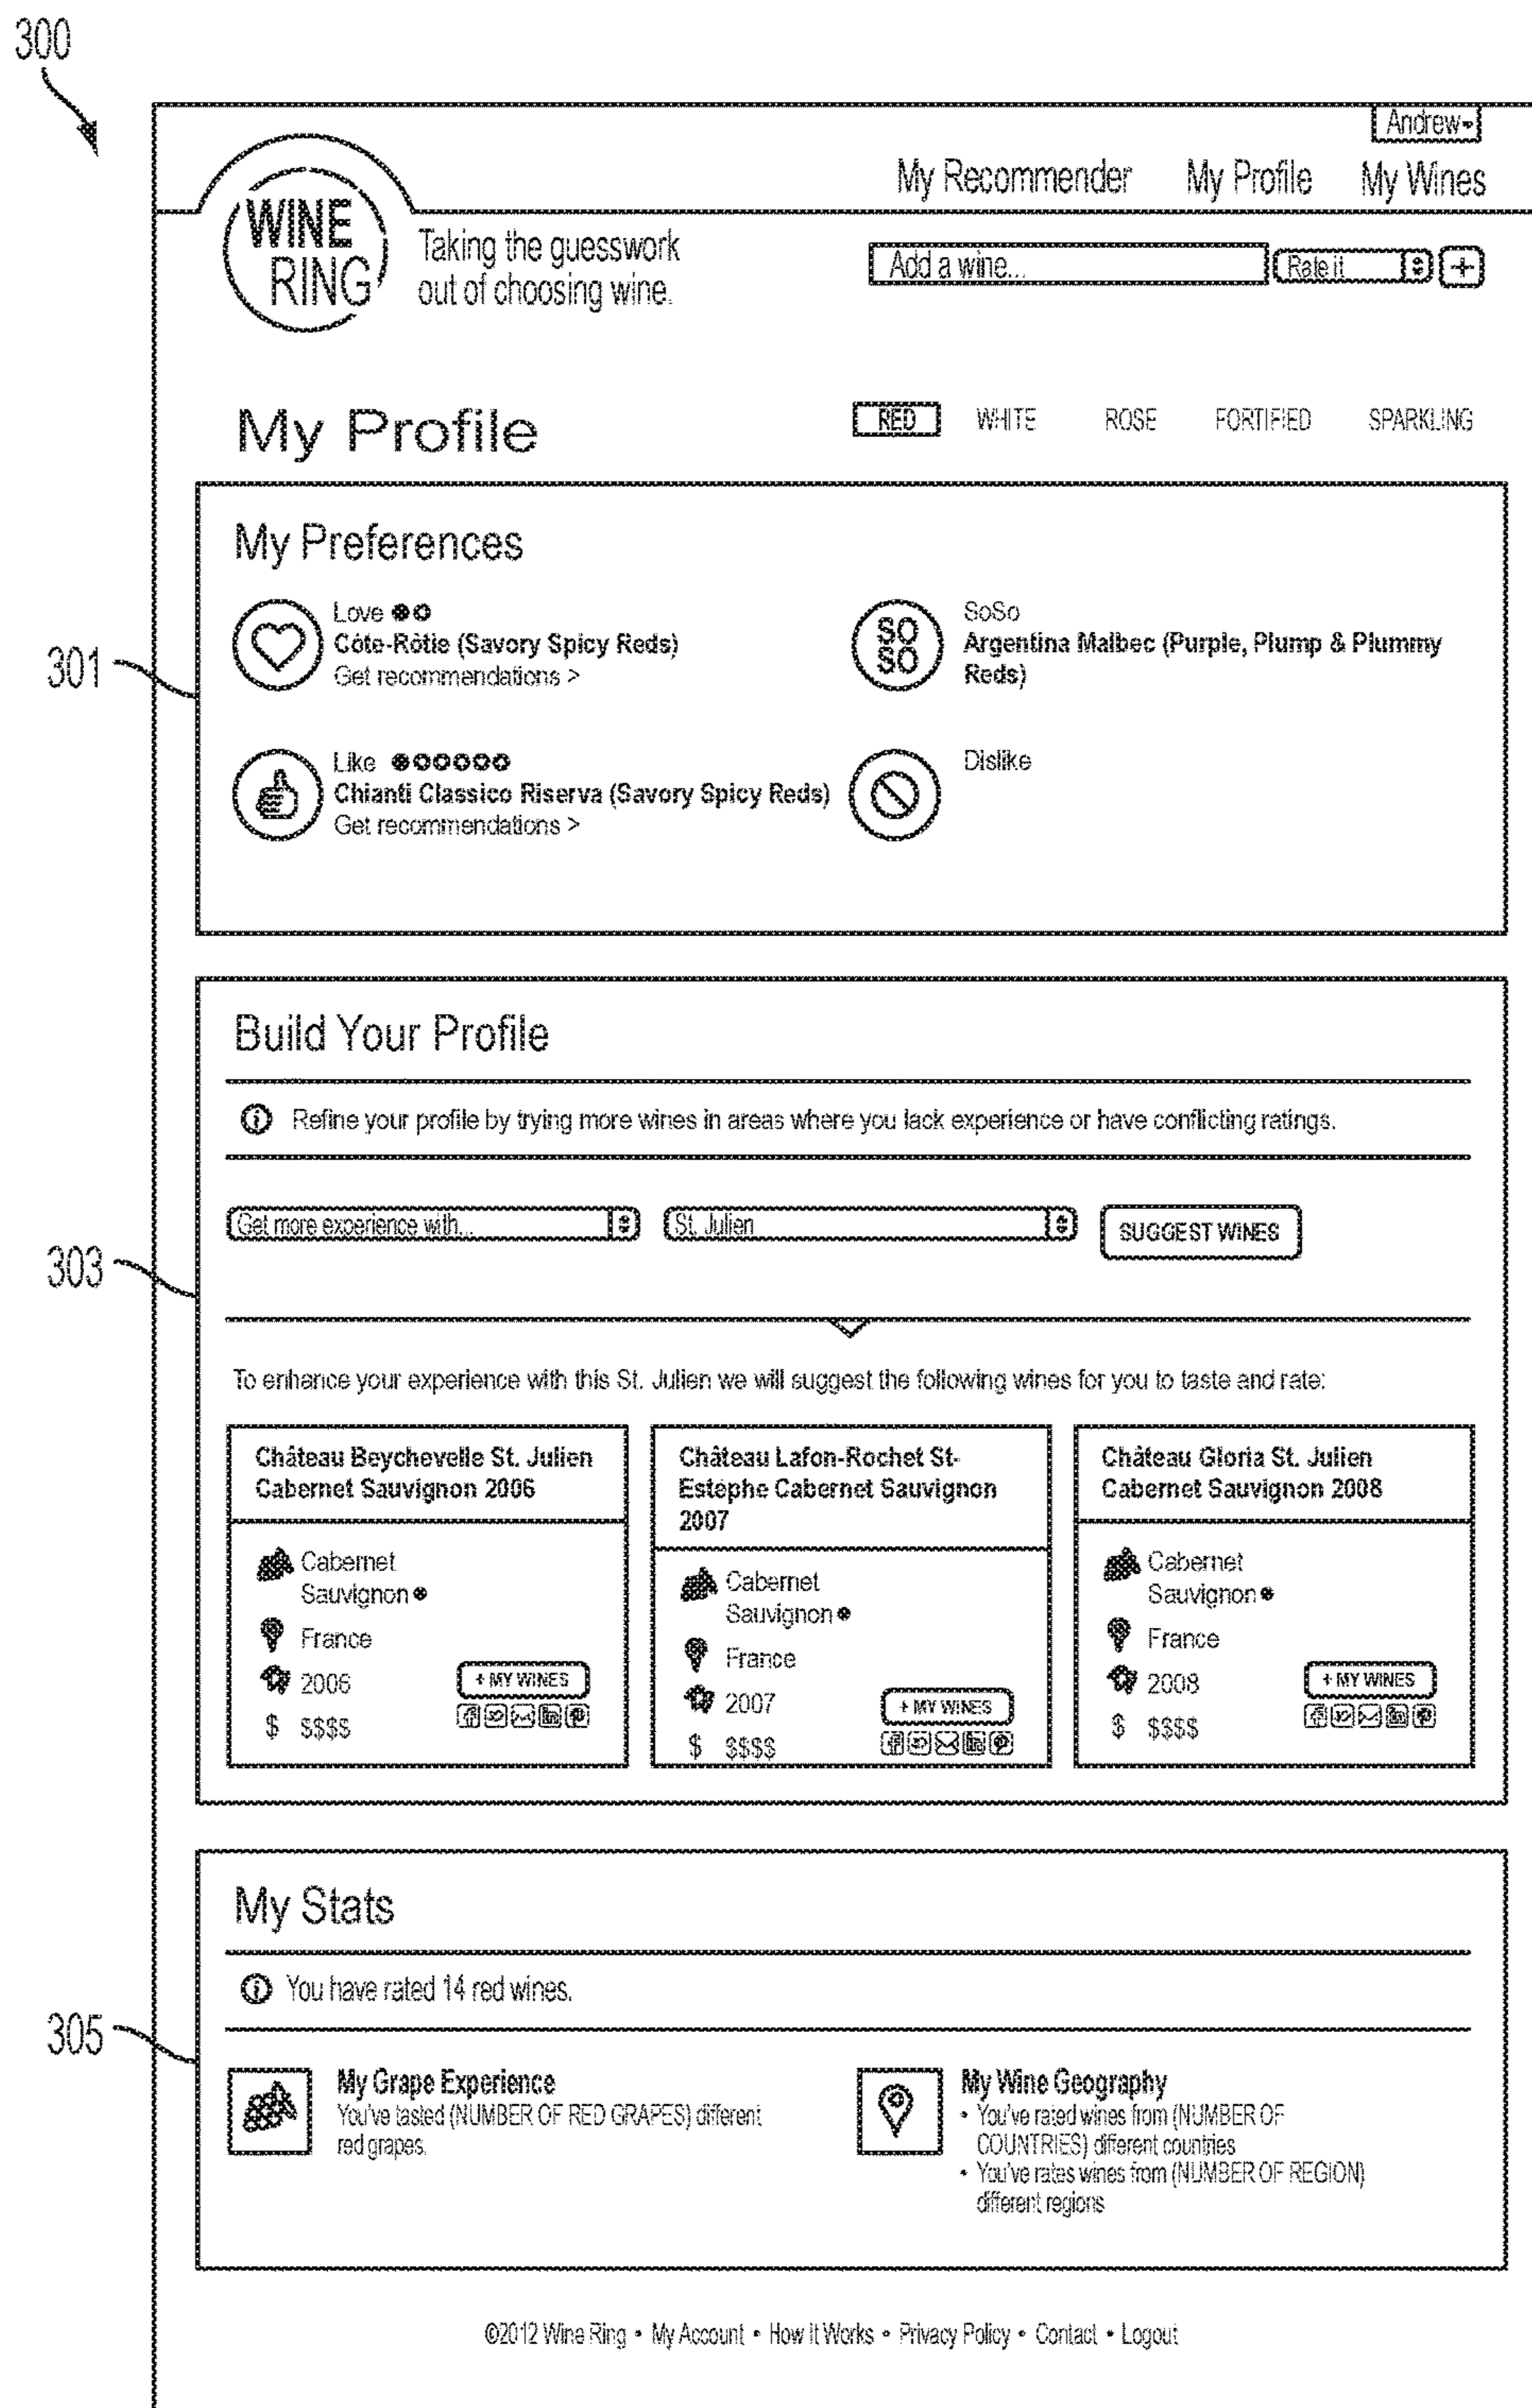 300
Andrew
My Recommender My Profile My Wines
WINE
RING
Taking the guesswork
out of choosing wine.
Add a wine... Rate it +
My Profile RED WHITE ROSE FORTIFIED SPARKLING
301
My Preferences
Love
Côte-Rôtie (Savory Spicy Reds)
Get recommendations >
SO
SO
SoSo
Argentina Malbec (Purple, Plump & Plummy
Reds)
Like
Chianti Classico Riserva (Savory Spicy Reds)
Get recommendations >
Dislike
303
Build Your Profile
Refine your profile by trying more wines in areas where you lack experience or have conflicting ratings.
Get more experience with... St. Julien SUGGEST WINES
To enhance your experience with this St. Julien we will suggest the following wines for you to taste and rate:
Château Beychevelle St. Julien
Cabernet Sauvignon 2006
Cabernet
Sauvignon
France
2006
$ $$$$
+ MY WINES
Château Lafon-Rochet St-
Estèphe Cabernet Sauvignon
2007
Cabernet
Sauvignon
France
2007
$ $$$$
+ MY WINES
Château Gloria St. Julien
Cabernet Sauvignon 2008
Cabernet
Sauvignon
France
2008
$ $$$$
+ MY WINES
305
My Stats
You have rated 14 red wines.
My Grape Experience
You've tasted (NUMBER OF RED GRAPES) different
red grapes.
My Wine Geography
• You've rated wines from (NUMBER OF
COUNTRIES) different countries
• You've rates wines from (NUMBER OF REGION)
different regions
©2012 Wine Ring • My Account • How It Works • Privacy Policy • Contact • Logout